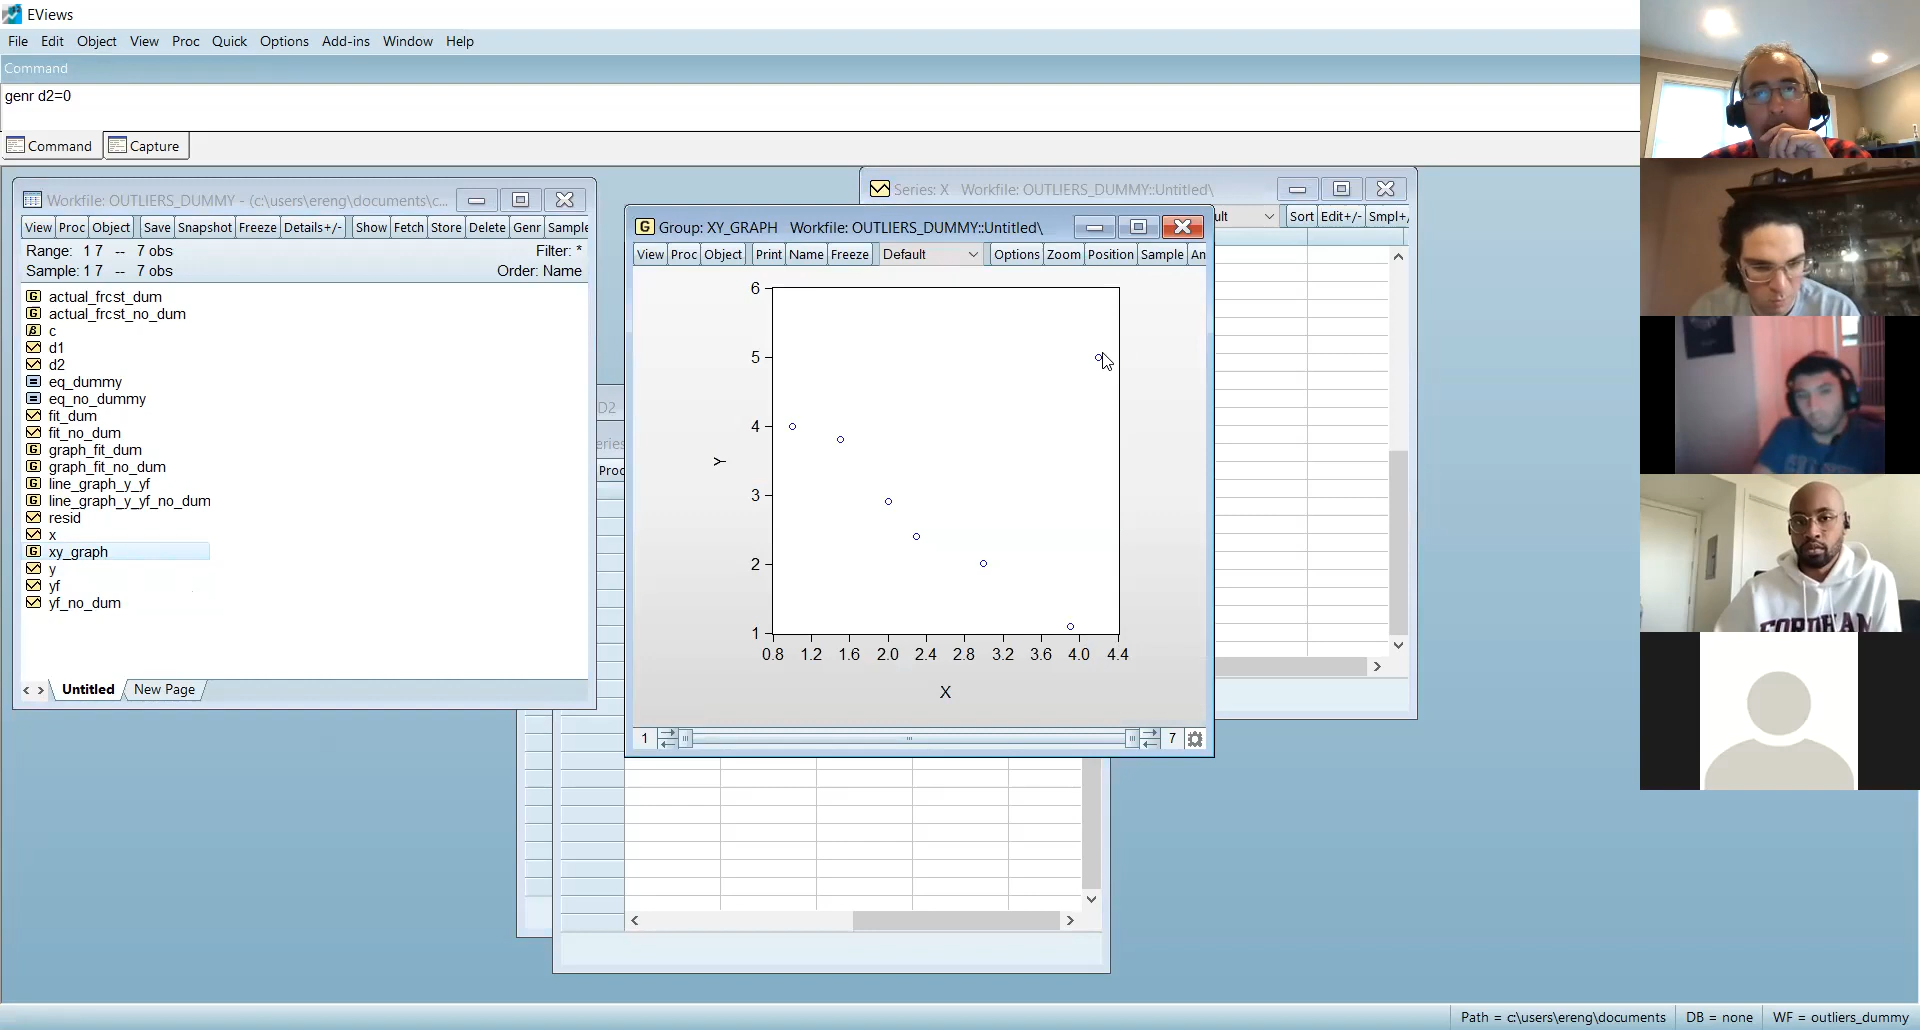 EViews
File Edit Object View Proc Quick Options Add-ins Window Help
Command
genr d2=0
Command Capture
Workfile: OUTLIERS_DUMMY - (c:\users\ereng\documents\c...
View Proc Object Save Snapshot Freeze Details+/- Show Fetch Store Delete Genr Sample
Range: 1 7 -- 7 obs Filter: *
Sample: 1 7 -- 7 obs Order: Name
actual_frcst_dum
actual_frcst_no_dum
c
d1
d2
eq_dummy
eq_no_dummy
fit_dum
fit_no_dum
graph_fit_dum
graph_fit_no_dum
line_graph_y_yf
line_graph_y_yf_no_dum
resid
x
xy_graph
y
yf
yf_no_dum
Untitled New Page
D2
eries
Proc
Series: X Workfile: OUTLIERS_DUMMY::Untitled\
ult Sort Edit+/- Smpl+/
Group: XY_GRAPH Workfile: OUTLIERS_DUMMY::Untitled\
View Proc Object Print Name Freeze Default Options Zoom Position Sample An
6
5
4
3
2
1
Y
0.8 1.2 1.6 2.0 2.4 2.8 3.2 3.6 4.0 4.4
X
1 7
FORDHAM
Path = c:\users\ereng\documents DB = none WF = outliers_dummy